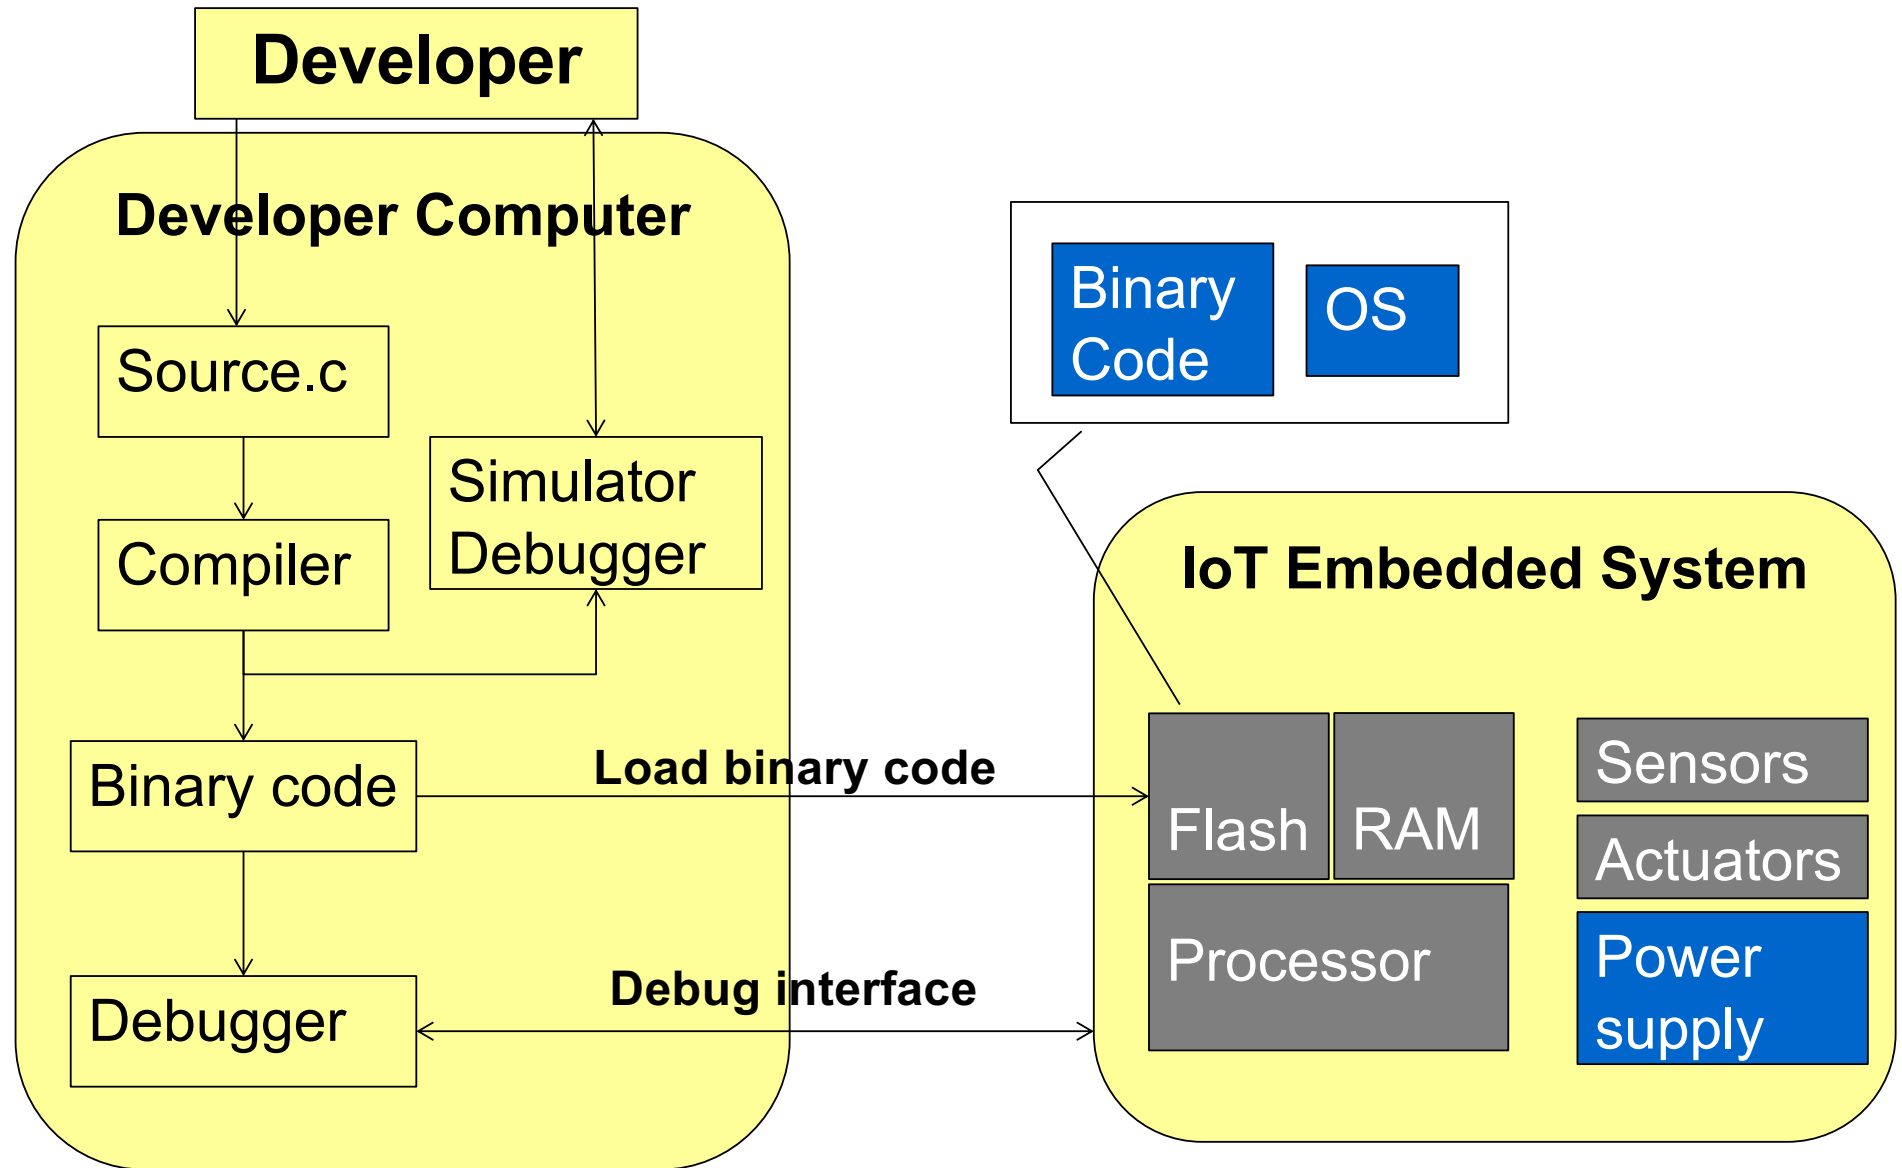 Developer
Developer Computer
Source.c
Compiler
Simulator
Debugger
Binary code
Debugger
Load binary code
Debug interface
Binary
Code
OS
IoT Embedded System
Flash
RAM
Processor
Sensors
Actuators
Power
supply